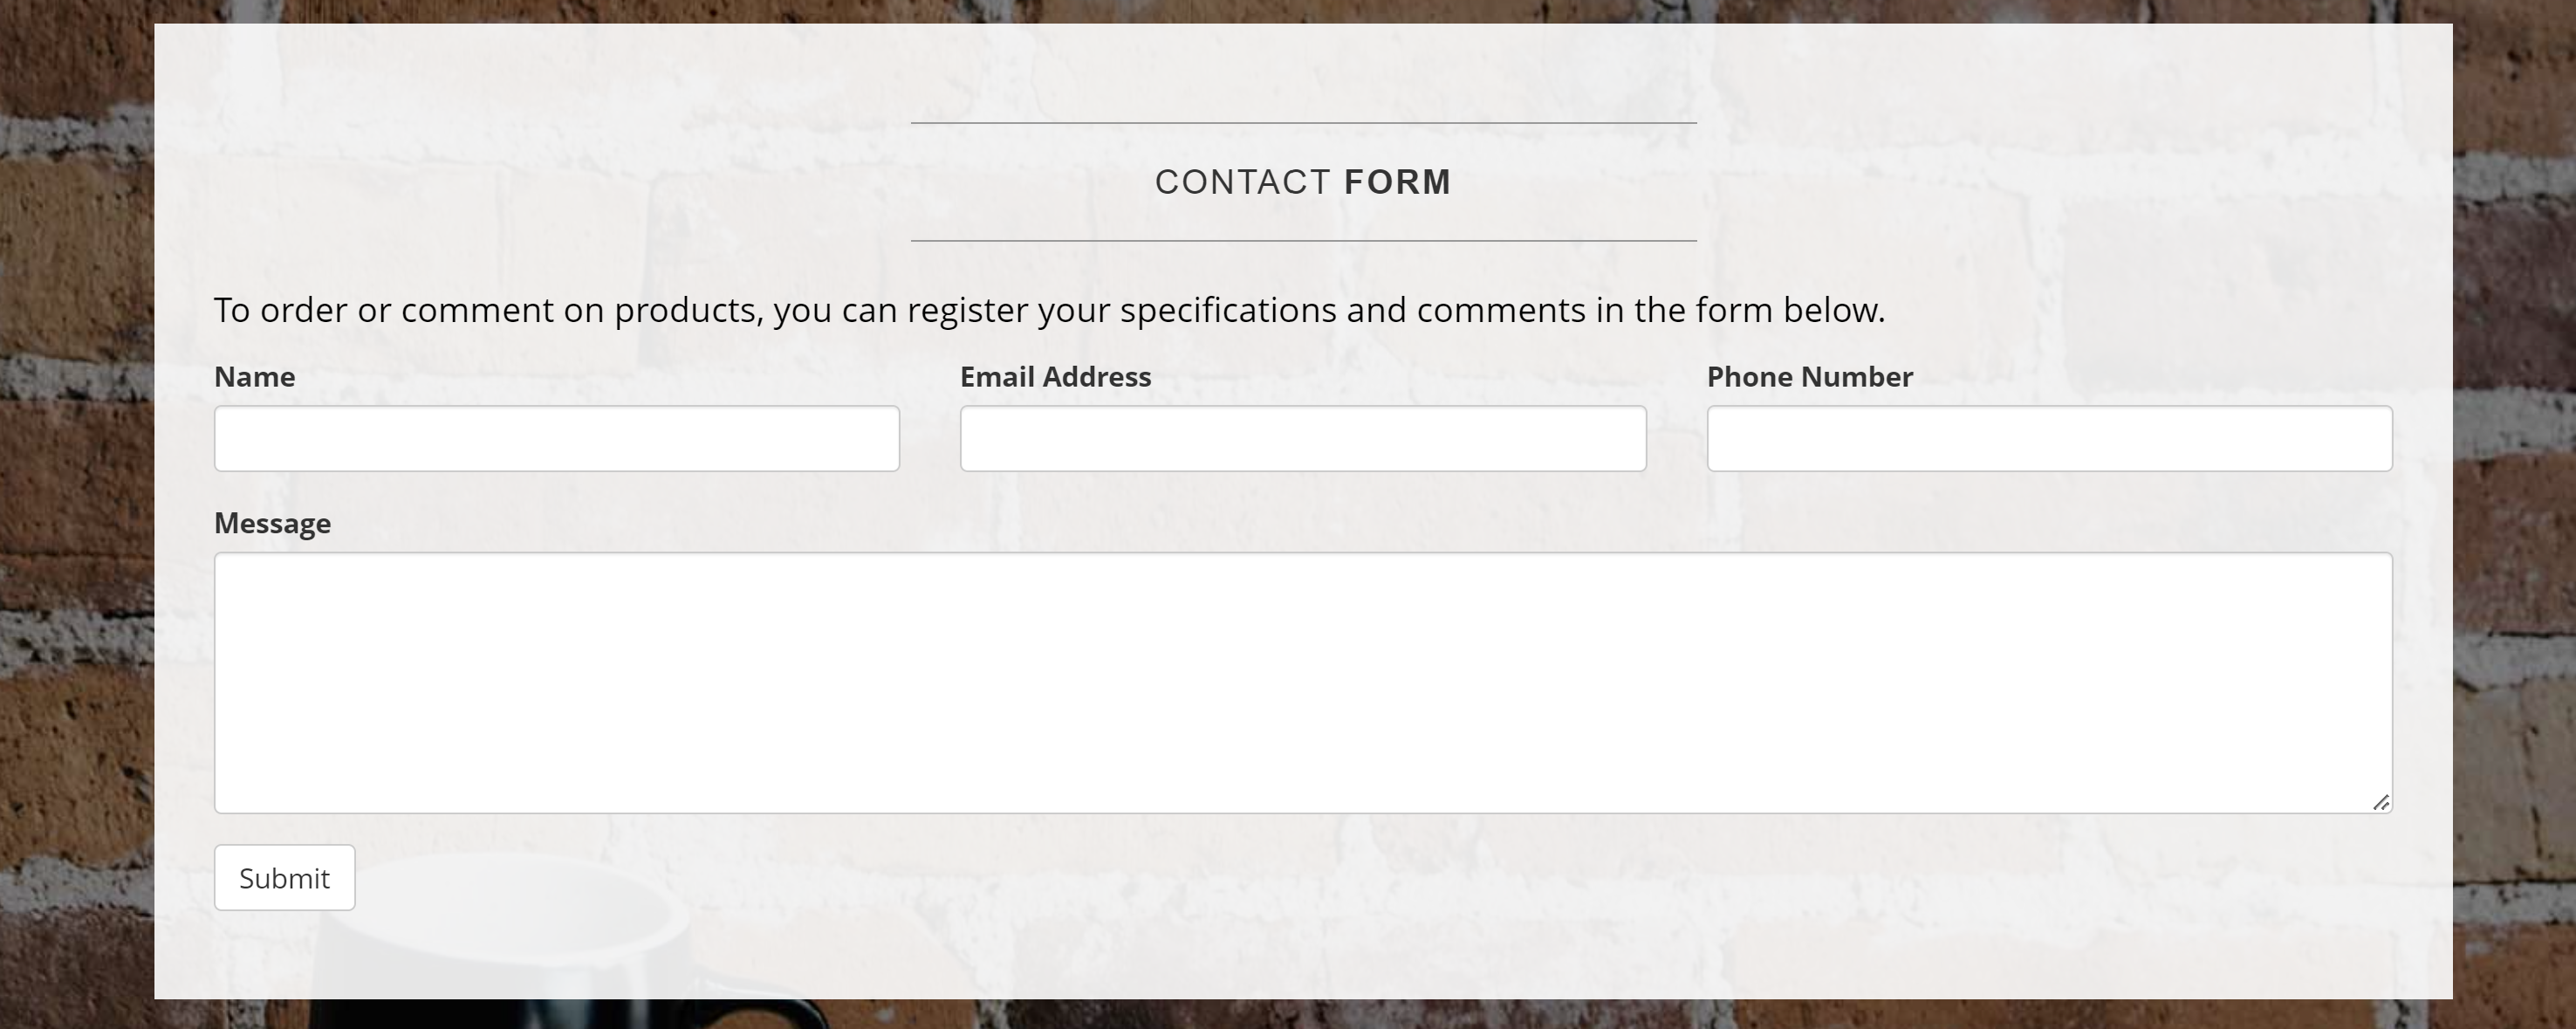 CONTACT FORM
To order or comment on products, you can register your specifications and comments in the form below.
Name Email Address Phone Number
Message
Submit